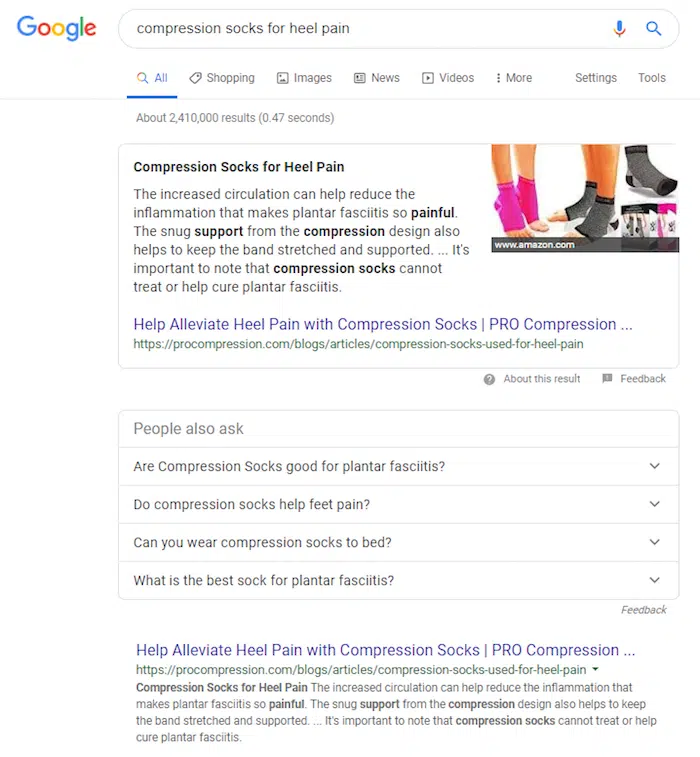 Google
compression socks for heel pain
All Shopping Images News Videos More Settings Tools
About 2,410,000 results (0.47 seconds)
Compression Socks for Heel Pain
The increased circulation can help reduce the
inflammation that makes plantar fasciitis so painful.
The snug support from the compression design also
helps to keep the band stretched and supported. ... It's
important to note that compression socks cannot
treat or help cure plantar fasciitis.
www.amazon.com
Help Alleviate Heel Pain with Compression Socks | PRO Compression ...
https://procompression.com/blogs/articles/compression-socks-used-for-heel-pain
About this result Feedback
People also ask
Are Compression Socks good for plantar fasciitis?
Do compression socks help feet pain?
Can you wear compression socks to bed?
What is the best sock for plantar fasciitis?
Feedback
Help Alleviate Heel Pain with Compression Socks | PRO Compression ...
https://procompression.com/blogs/articles/compression-socks-used-for-heel-pain
Compression Socks for Heel Pain The increased circulation can help reduce the inflammation that
makes plantar fasciitis so painful. The snug support from the compression design also helps to keep
the band stretched and supported. ... It's important to note that compression socks cannot treat or help
cure plantar fasciitis.